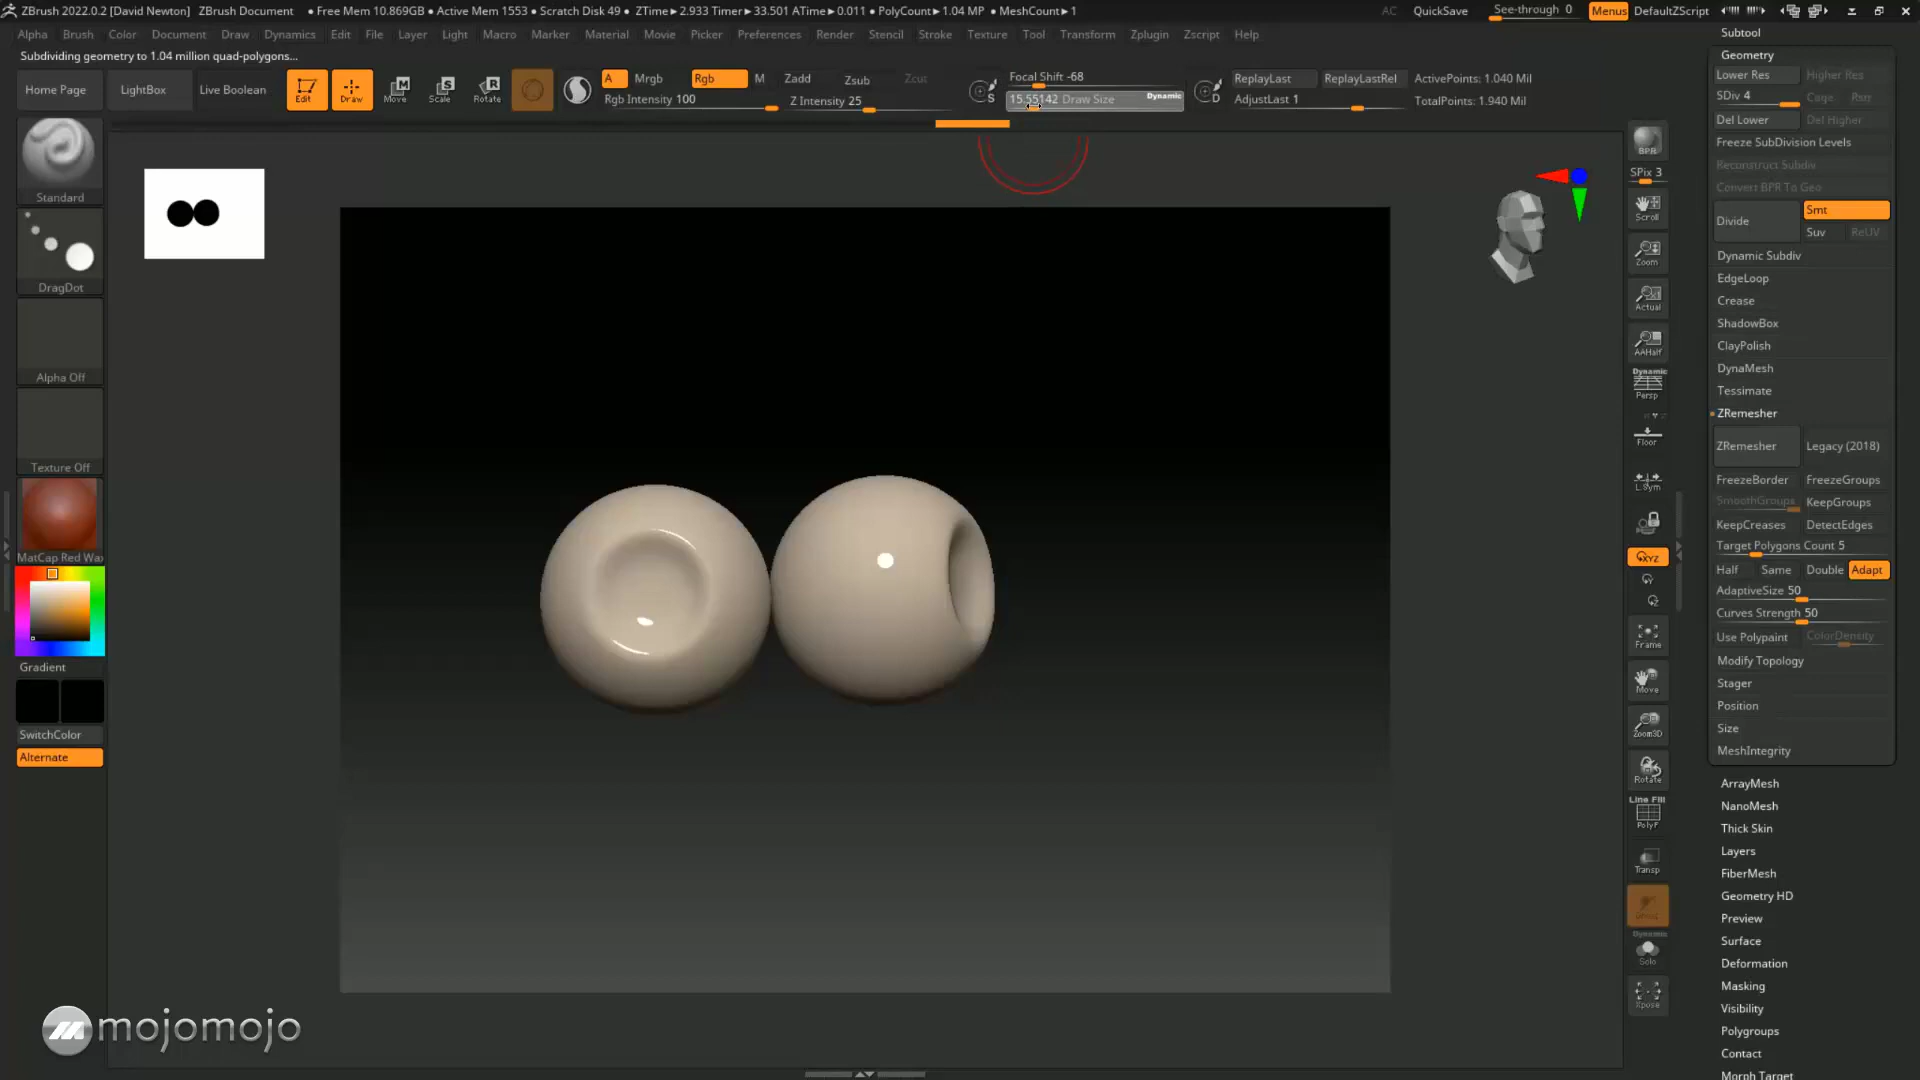 ZBrush 2022.0.2 [David Newton] ZBrush Document • Free Mem 10.869GB • Active Mem 1553 • Scratch Disk 49 • ZTime▸2.933 Timer▸33.501 ATime▸0.011 • PolyCount▸1.04 MP • MeshCount▸1 AC QuickSave See-through 0 Menus DefaultZScript
Alpha Brush Color Document Draw Dynamics Edit File Layer Light Macro Marker Material Movie Picker Preferences Render Stencil Stroke Texture Tool Transform Zplugin Zscript Help
Subdividing geometry to 1.04 million quad-polygons...
Home Page LightBox Live Boolean Edit Draw Move Scale Rotate
A Mrgb Rgb M Zadd Zsub Zcut
Rgb Intensity 100 Z Intensity 25
S Focal Shift -68
15.55142 Draw Size Dynamic
D ReplayLast ReplayLastRel ActivePoints: 1.040 Mil
AdjustLast 1 TotalPoints: 1.940 Mil
Standard
DragDot
Alpha Off
Texture Off
MatCap Red Wax
Gradient
SwitchColor
Alternate
mojomojo
BPR
SPix 3
Scroll
Zoom
Actual
AAHalf
Dynamic
Persp
Floor
L.Sym
XYZ
Frame
Move
Zoom3D
Rotate
Line Fill
PolyF
Transp
Dynamic
Solo
Xpose
Subtool
Geometry
Lower Res Higher Res
SDiv 4 Cage Rstr
Del Lower Del Higher
Freeze SubDivision Levels
Reconstruct Subdiv
Convert BPR To Geo
Divide Smt
Suv ReUV
Dynamic Subdiv
EdgeLoop
Crease
ShadowBox
ClayPolish
DynaMesh
Tessimate
ZRemesher
ZRemesher Legacy (2018)
FreezeBorder FreezeGroups
SmoothGroups KeepGroups
KeepCreases DetectEdges
Target Polygons Count 5
Half Same Double Adapt
AdaptiveSize 50
Curves Strength 50
Use Polypaint ColorDensity
Modify Topology
Stager
Position
Size
MeshIntegrity
ArrayMesh
NanoMesh
Thick Skin
Layers
FiberMesh
Geometry HD
Preview
Surface
Deformation
Masking
Visibility
Polygroups
Contact
Morph Target